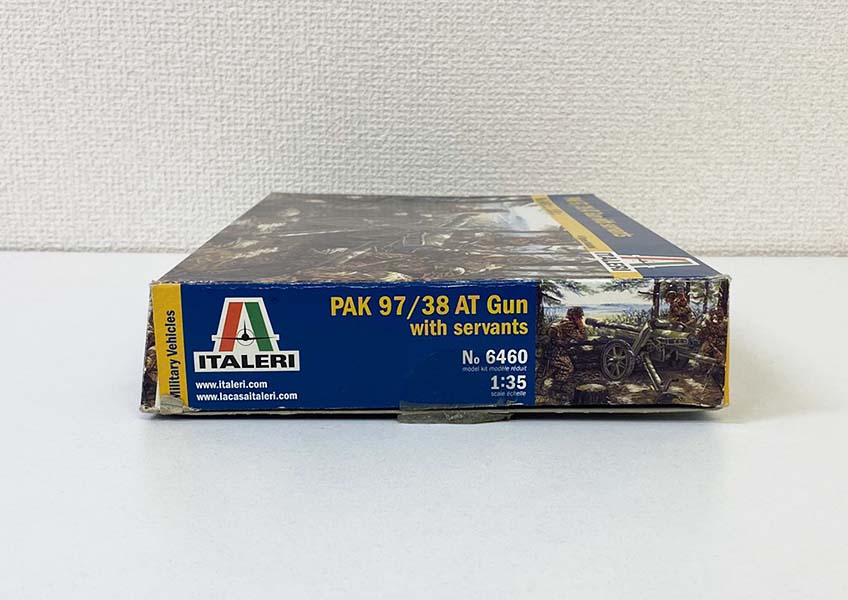 Military Vehicles
ITALERI
www.italeri.com
www.lacasaitaleri.com
PAK 97/38 AT Gun
with servants
No 6460
model kit modèle réduit
1:35
scale échelle
ITALERI